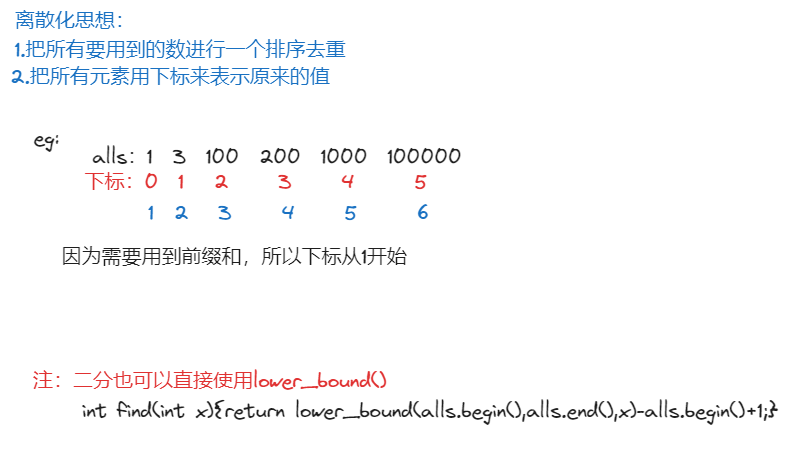 离散化思想：
1.把所有要用到的数进行一个排序去重
2.把所有元素用下标来表示原来的值
eg:
alls: 1 3 100 200 1000 100000
下标: 0 1 2 3 4 5
1 2 3 4 5 6
因为需要用到前缀和，所以下标从1开始
注：二分也可以直接使用lower_bound()
int find(int x){return lower_bound(alls.begin(),alls.end(),x)-alls.begin()+1;}